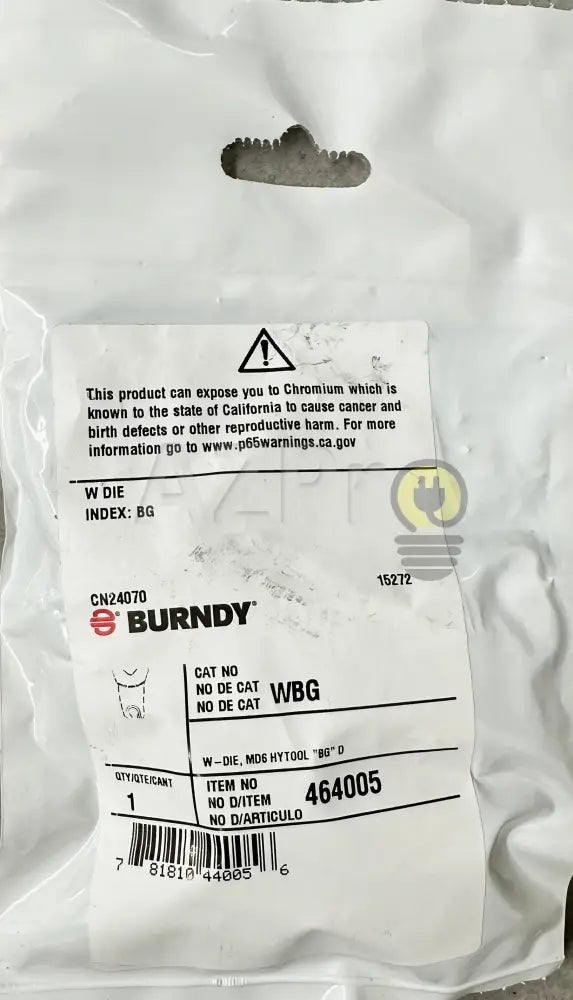 This product can expose you to Chromium which is
known to the state of California to cause cancer and
birth defects or other reproductive harm. For more
information go to www.p65warnings.ca.gov
AZPr
W DIE
INDEX: BG
15272
CN24070
BURNDY®
CAT NO
NO DE CAT WBG
NO DE CAT
W-DIE, MD6 HYTOOL "BG" D
QTY/QTE/CANT
1
ITEM NO
NO D/ITEM 464005
NO D/ARTICULO
7 81810 44005 6